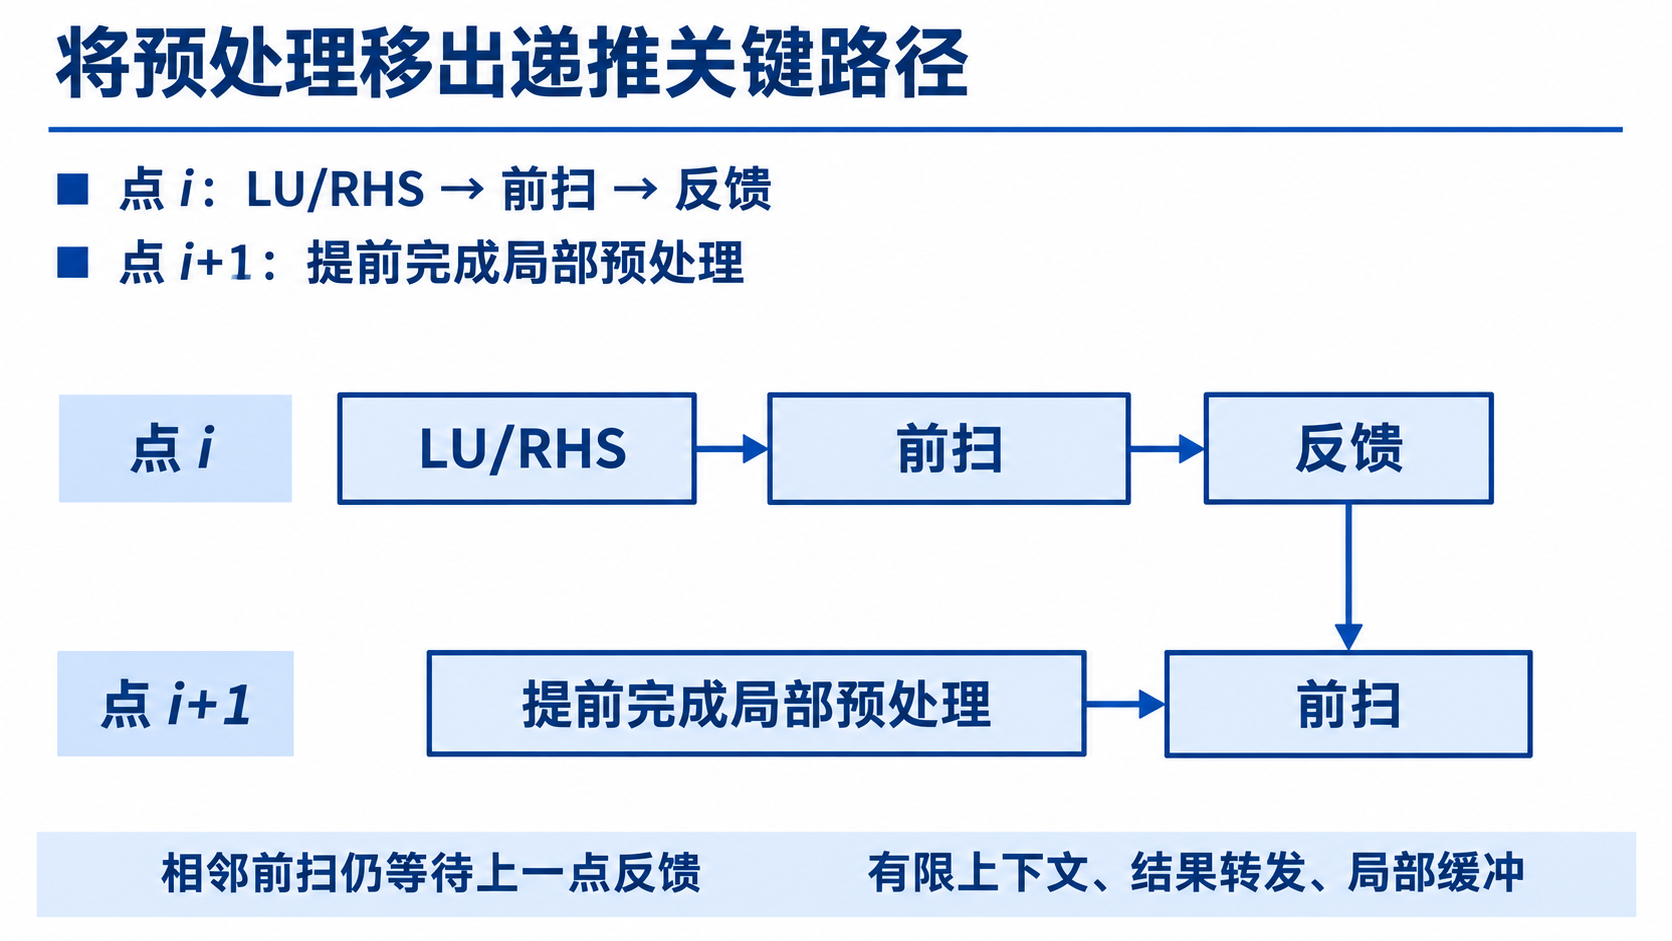 将预处理移出递推关键路径
点 i：LU/RHS → 前扫 → 反馈
点 i+1：提前完成局部预处理
点 i
LU/RHS
前扫
反馈
点 i+1
提前完成局部预处理
前扫
相邻前扫仍等待上一点反馈
有限上下文、结果转发、局部缓冲